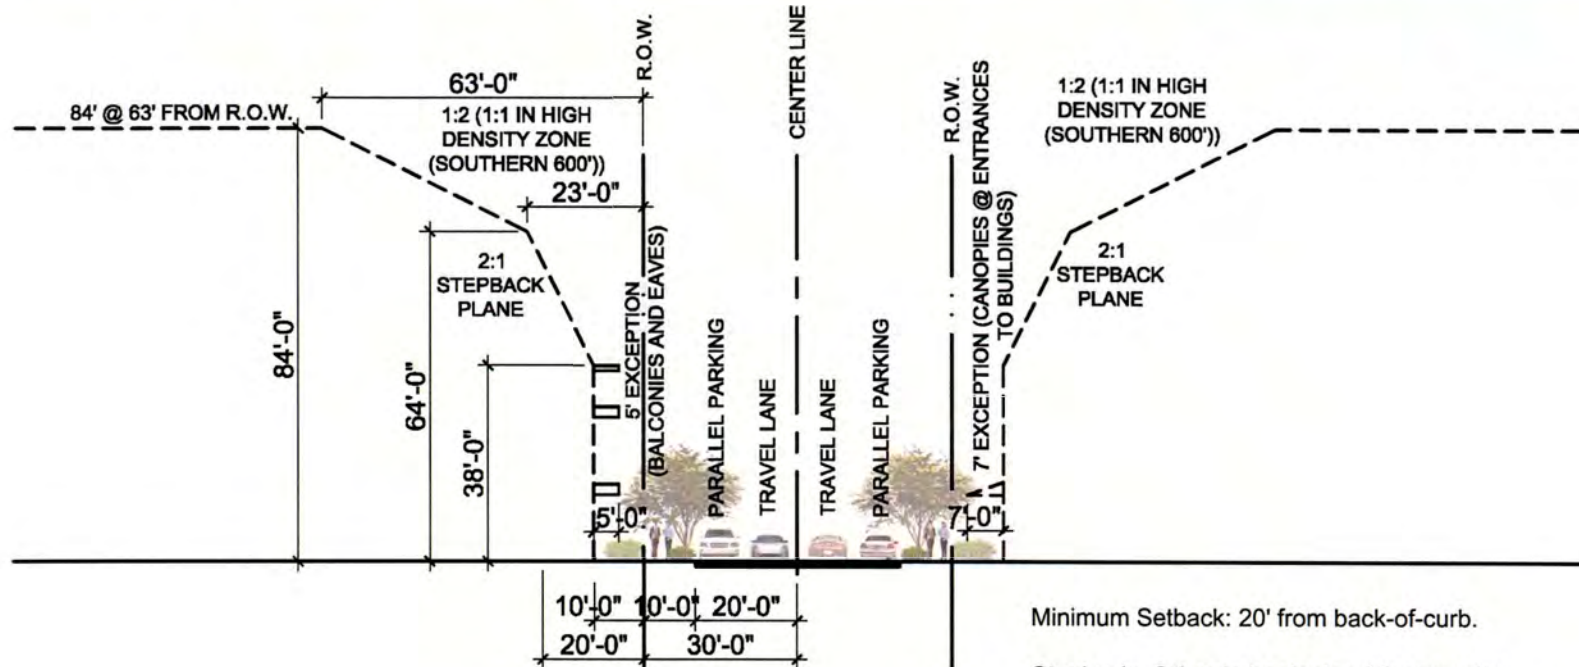 63'-0"
R.O.W.
CENTER LINE
R.O.W.
84' @ 63' FROM R.O.W.
1:2 (1:1 IN HIGH
DENSITY ZONE
(SOUTHERN 600'))
1:2 (1:1 IN HIGH
DENSITY ZONE
(SOUTHERN 600'))
23'-0"
2:1
STEPBACK
PLANE
2:1
STEPBACK
PLANE
84'-0"
64'-0"
38'-0"
5' EXCEPTION
(BALCONIES AND EAVES)
PARALLEL PARKING
TRAVEL LANE
TRAVEL LANE
PARALLEL PARKING
7' EXCEPTION (CANOPIES @ ENTRANCES
TO BUILDINGS)
5'-0"
7'-0"
10'-0"
10'-0"
20'-0"
20'-0"
30'-0"
Minimum Setback: 20' from back-of-curb.